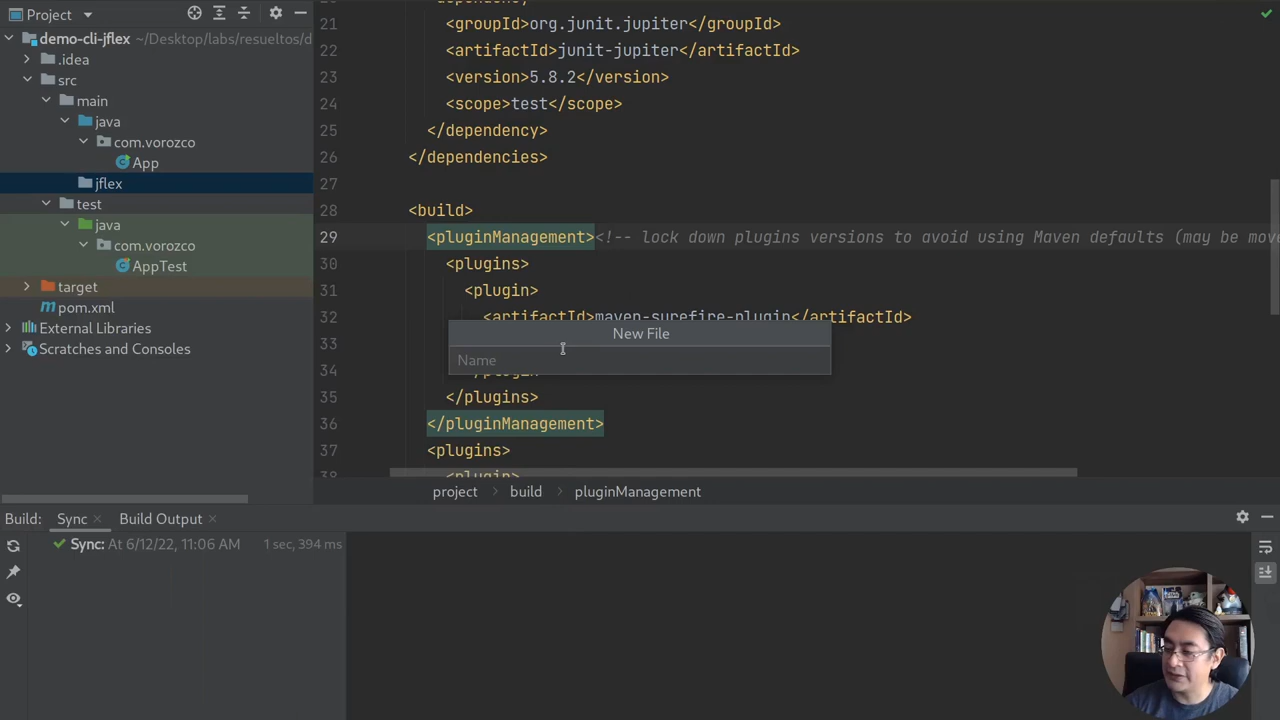 Project
demo-cli-jflex ~/Desktop/labs/resueltos/d
.idea
src
main
java
com.vorozco
App
jflex
test
java
com.vorozco
AppTest
target
pom.xml
External Libraries
Scratches and Consoles
21 <groupId>org.junit.jupiter</groupId>
22 <artifactId>junit-jupiter</artifactId>
23 <version>5.8.2</version>
24 <scope>test</scope>
25 </dependency>
26 </dependencies>
27
28 <build>
29 <pluginManagement><!-- lock down plugins versions to avoid using Maven defaults (may be mov
30 <plugins>
31 <plugin>
32 <artifactId>maven-surefire-plugin</artifactId>
33
34 </plugin>
35 </plugins>
36 </pluginManagement>
37 <plugins>
38 <plugin>
New File
Name
project > build > pluginManagement
Build: Sync × Build Output ×
Sync: At 6/12/22, 11:06 AM 1 sec, 394 ms